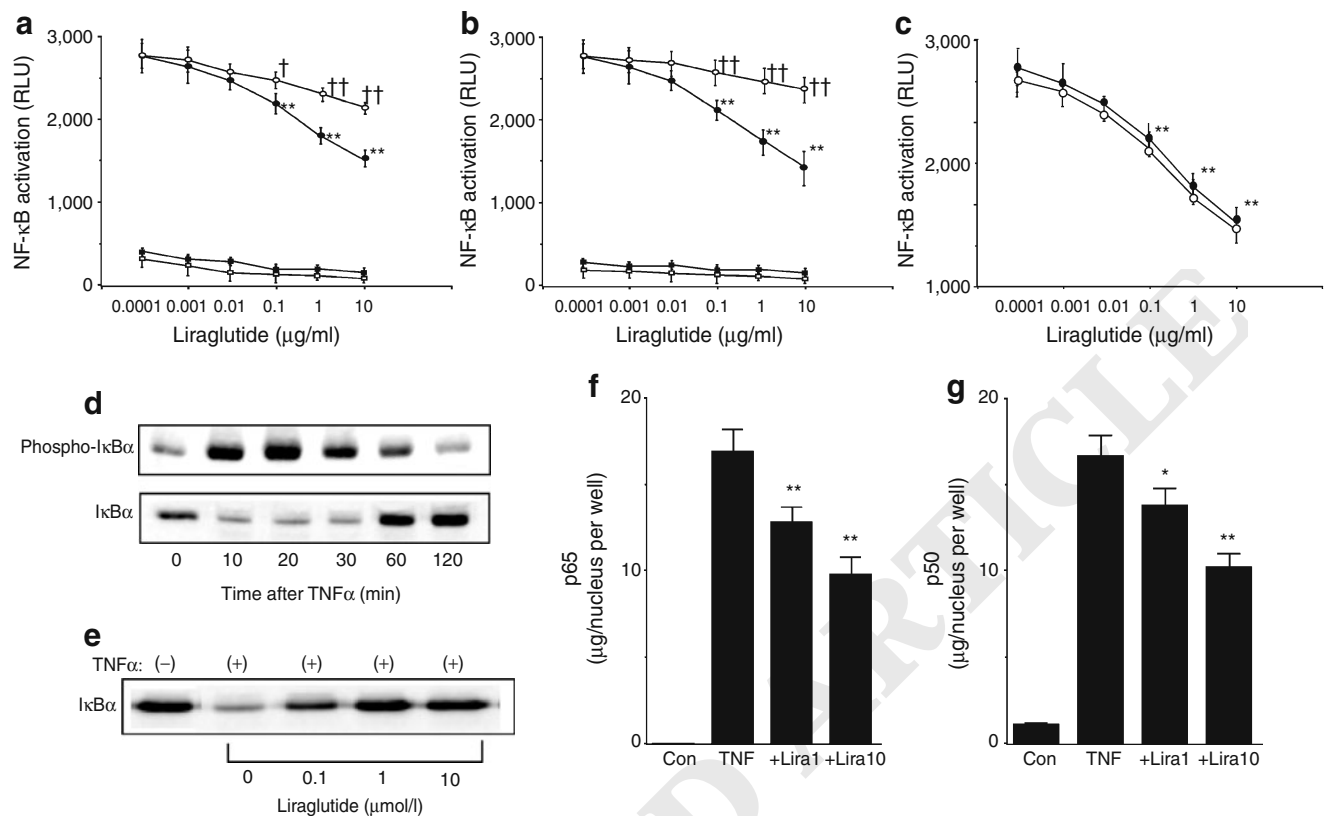 a
3,000
2,000
1,000
0
NF-κB activation (RLU)
†
††
††
**
**
**
0.0001 0.001 0.01 0.1 1 10
Liraglutide (μg/ml)
b
3,000
2,000
1,000
0
NF-κB activation (RLU)
††
††
††
**
**
**
0.0001 0.001 0.01 0.1 1 10
Liraglutide (μg/ml)
c
3,000
2,000
1,000
NF-κB activation (RLU)
**
**
**
0.0001 0.001 0.01 0.1 1 10
Liraglutide (μg/ml)
d
Phospho-IκBα
IκBα
0 10 20 30 60 120
Time after TNFα (min)
e
TNFα: (−) (+) (+) (+) (+)
IκBα
0 0.1 1 10
Liraglutide (μmol/l)
f
20
10
0
p65
(μg/nucleus per well)
**
**
Con TNF +Lira1 +Lira10
g
20
10
0
p50
(μg/nucleus per well)
*
**
Con TNF +Lira1 +Lira10
D ARTICLE